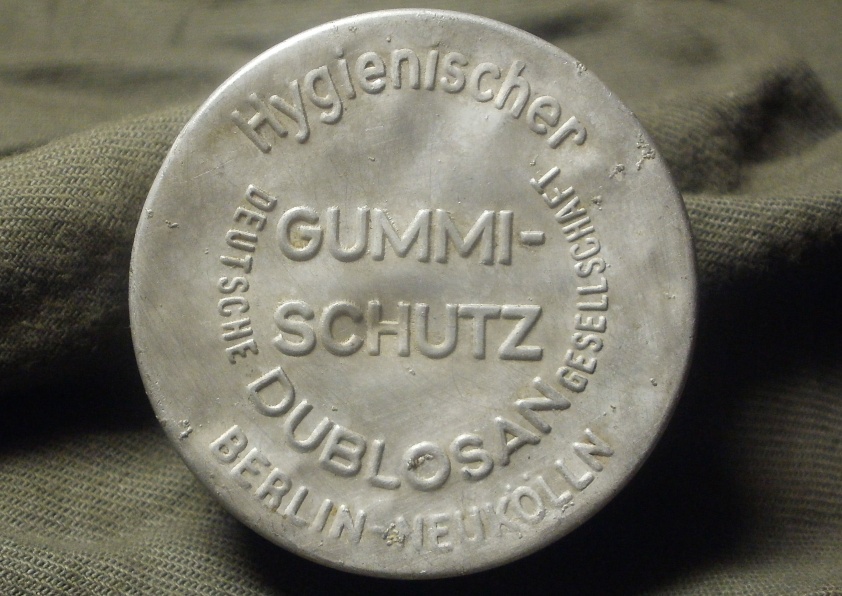 Hygienischer
GUMMI-
SCHUTZ
DEUTSCHE
DUBLOSAN
GESELLSCHAFT
BERLIN-NEUKÖLLN